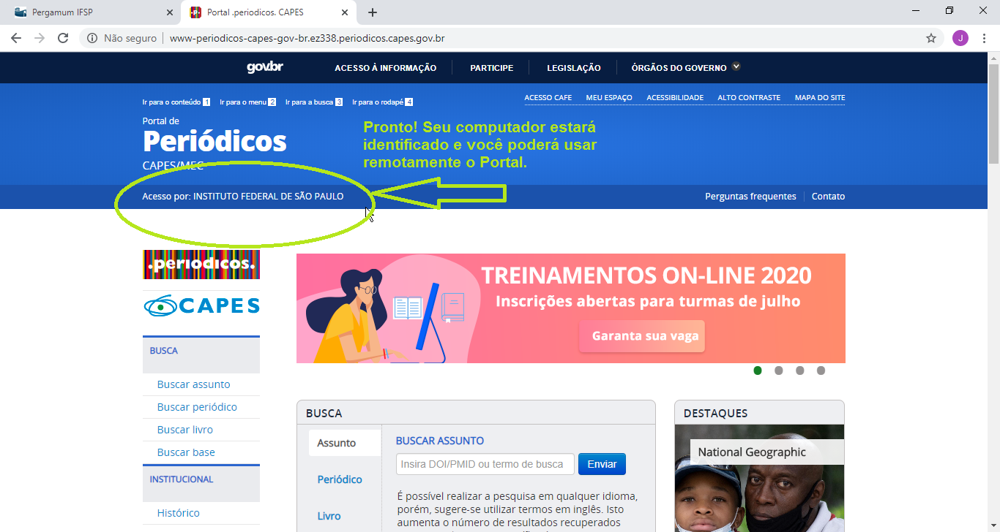 Pergamum IFSP
Portal .periodicos. CAPES
Não seguro
www-periodicos-capes-gov-br.ez338.periodicos.capes.gov.br
J
gov.br
ACESSO À INFORMAÇÃO
PARTICIPE
LEGISLAÇÃO
ÓRGÃOS DO GOVERNO
Ir para o conteúdo 1
Ir para o menu 2
Ir para a busca 3
Ir para o rodapé 4
ACESSO CAFE
MEU ESPAÇO
ACESSIBILIDADE
ALTO CONTRASTE
MAPA DO SITE
Portal de
Periódicos
CAPES/MEC
Pronto! Seu computador estará
identificado e você poderá usar
remotamente o Portal.
Acesso por: INSTITUTO FEDERAL DE SÃO PAULO
Perguntas frequentes
Contato
.periodicos.
CAPES
TREINAMENTOS ON-LINE 2020
Inscrições abertas para turmas de julho
Garanta sua vaga
BUSCA
Buscar assunto
Buscar periódico
Buscar livro
Buscar base
INSTITUCIONAL
Histórico
BUSCA
Assunto
Periódico
Livro
BUSCAR ASSUNTO
Insira DOI/PMID ou termo de busca
Enviar
É possível realizar a pesquisa em qualquer idioma,
porém, sugere-se utilizar termos em inglês. Isto
aumenta o número de resultados recuperados
DESTAQUES
National Geographic